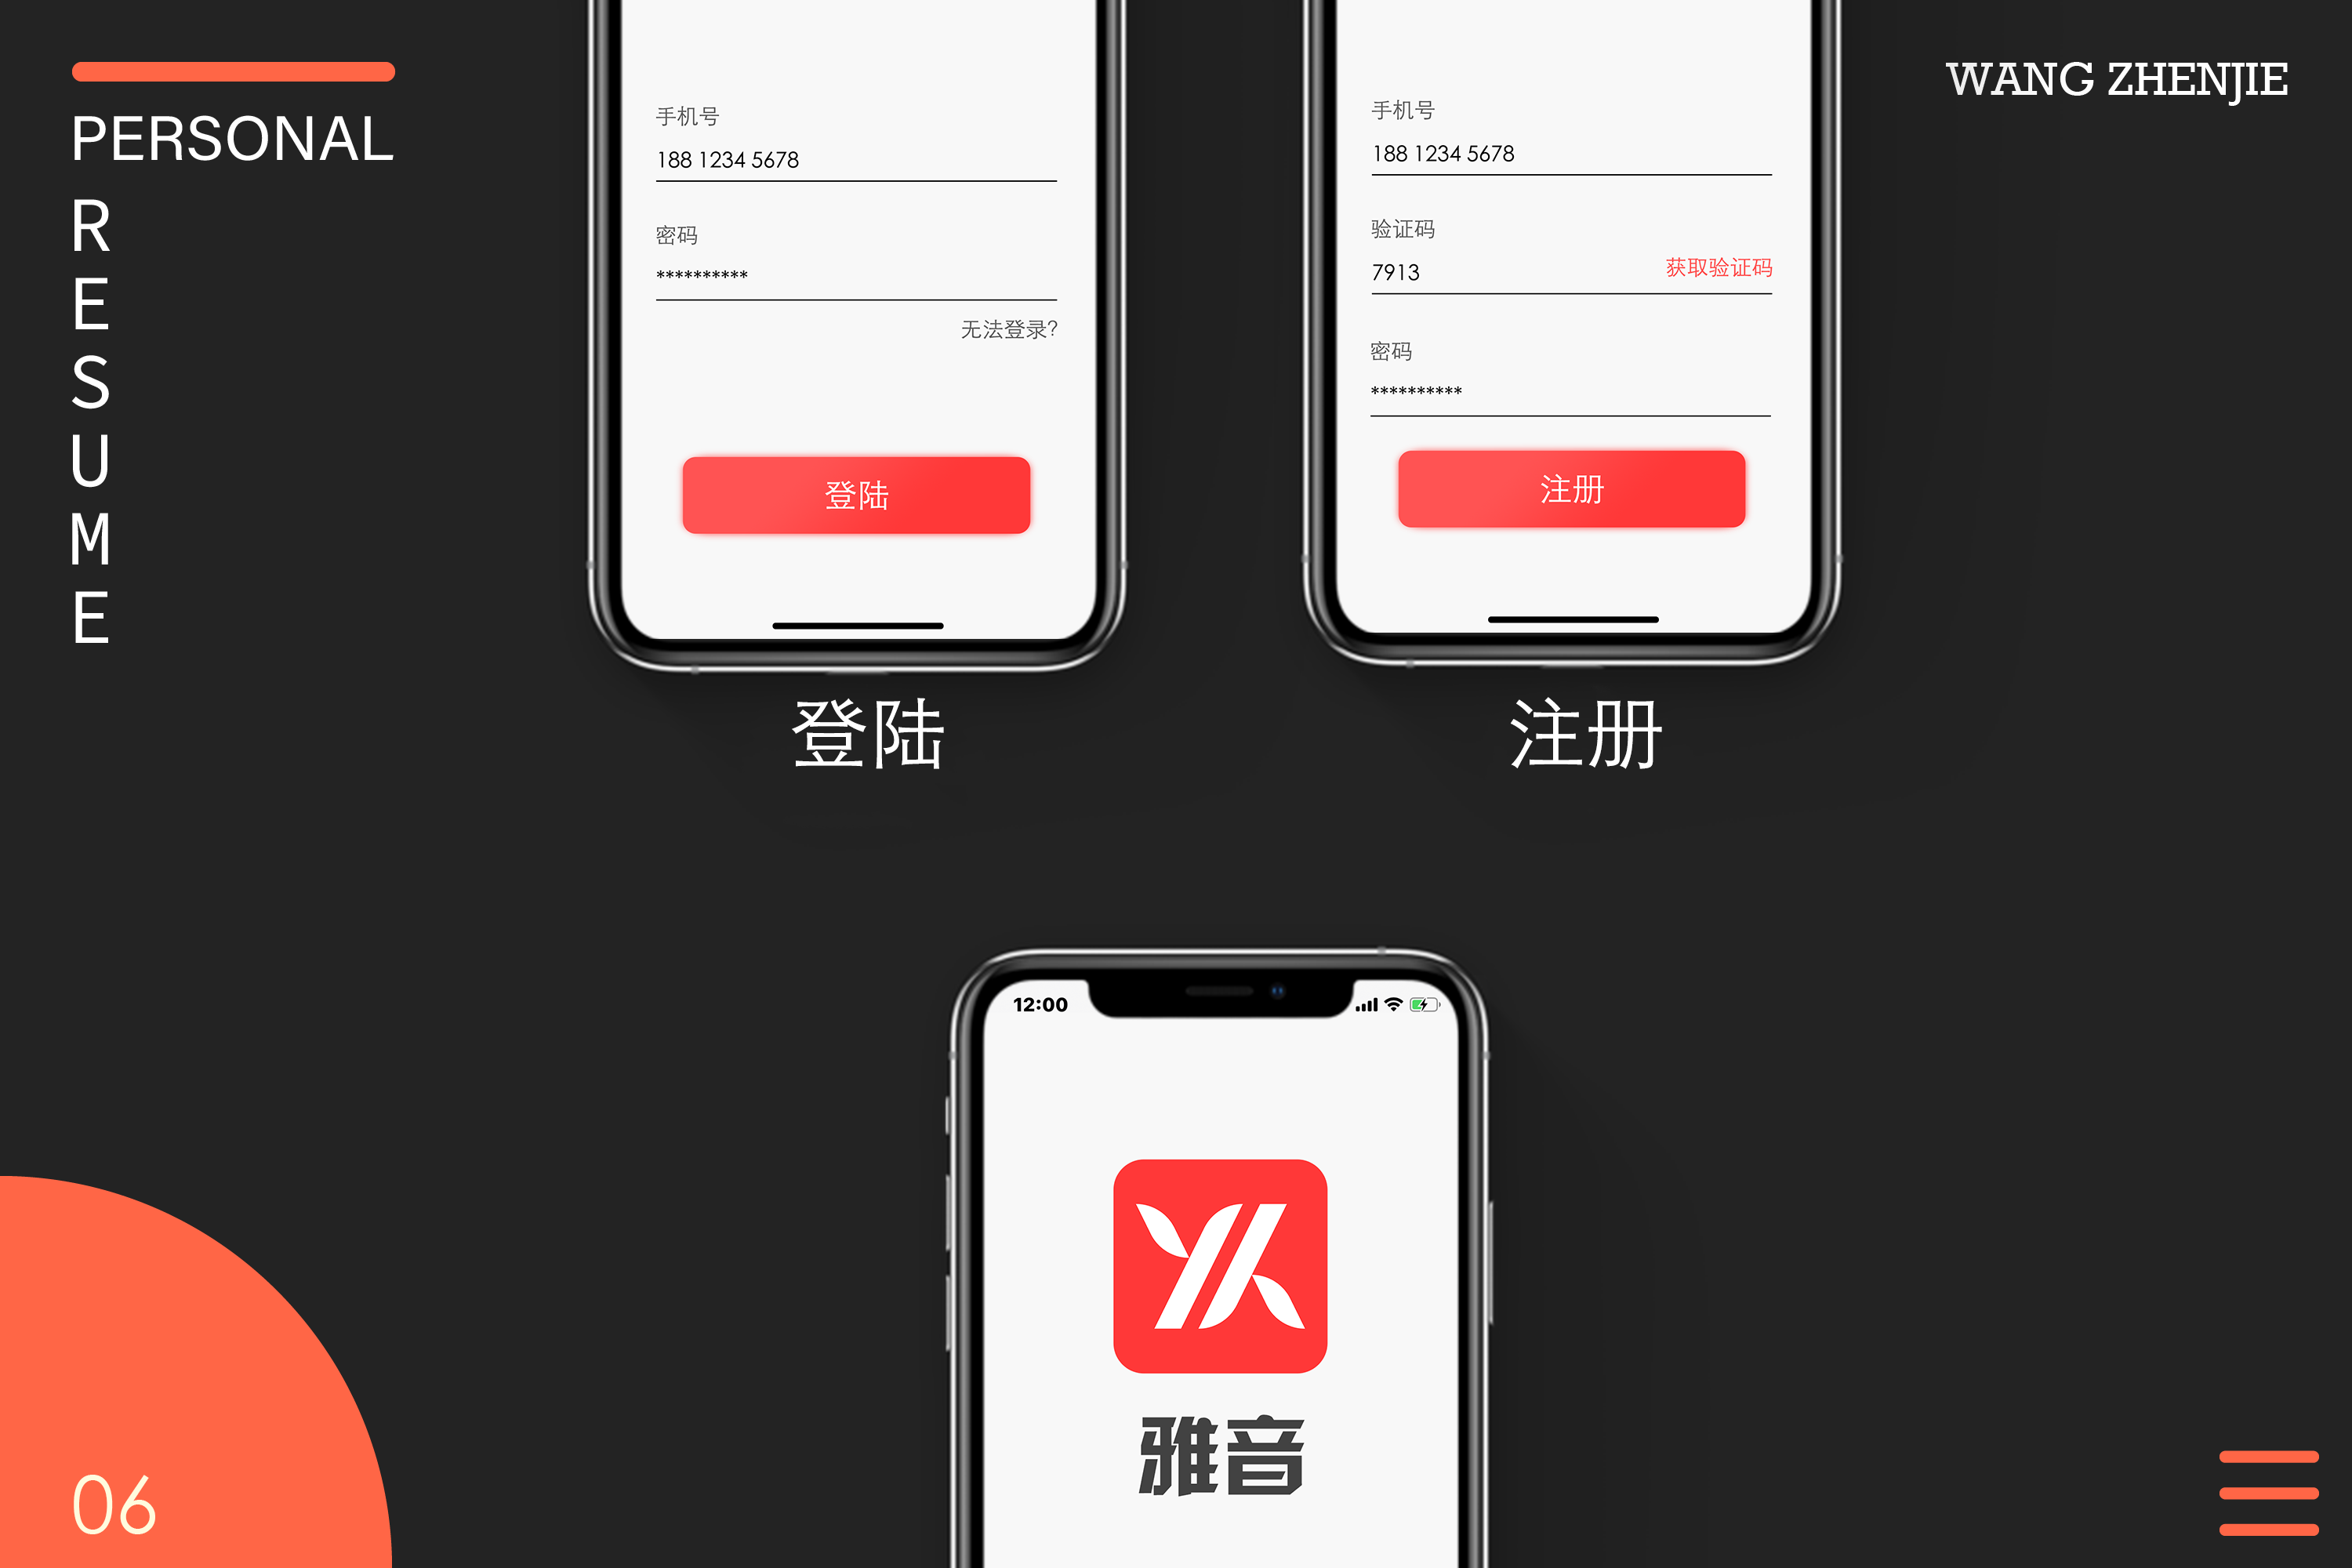 PERSONAL
RESUME
WANG ZHENJIE
手机号
188 1234 5678
密码
**********
无法登录?
登陆
登陆
手机号
188 1234 5678
验证码
7913
获取验证码
密码
**********
注册
注册
12:00
雅音
06